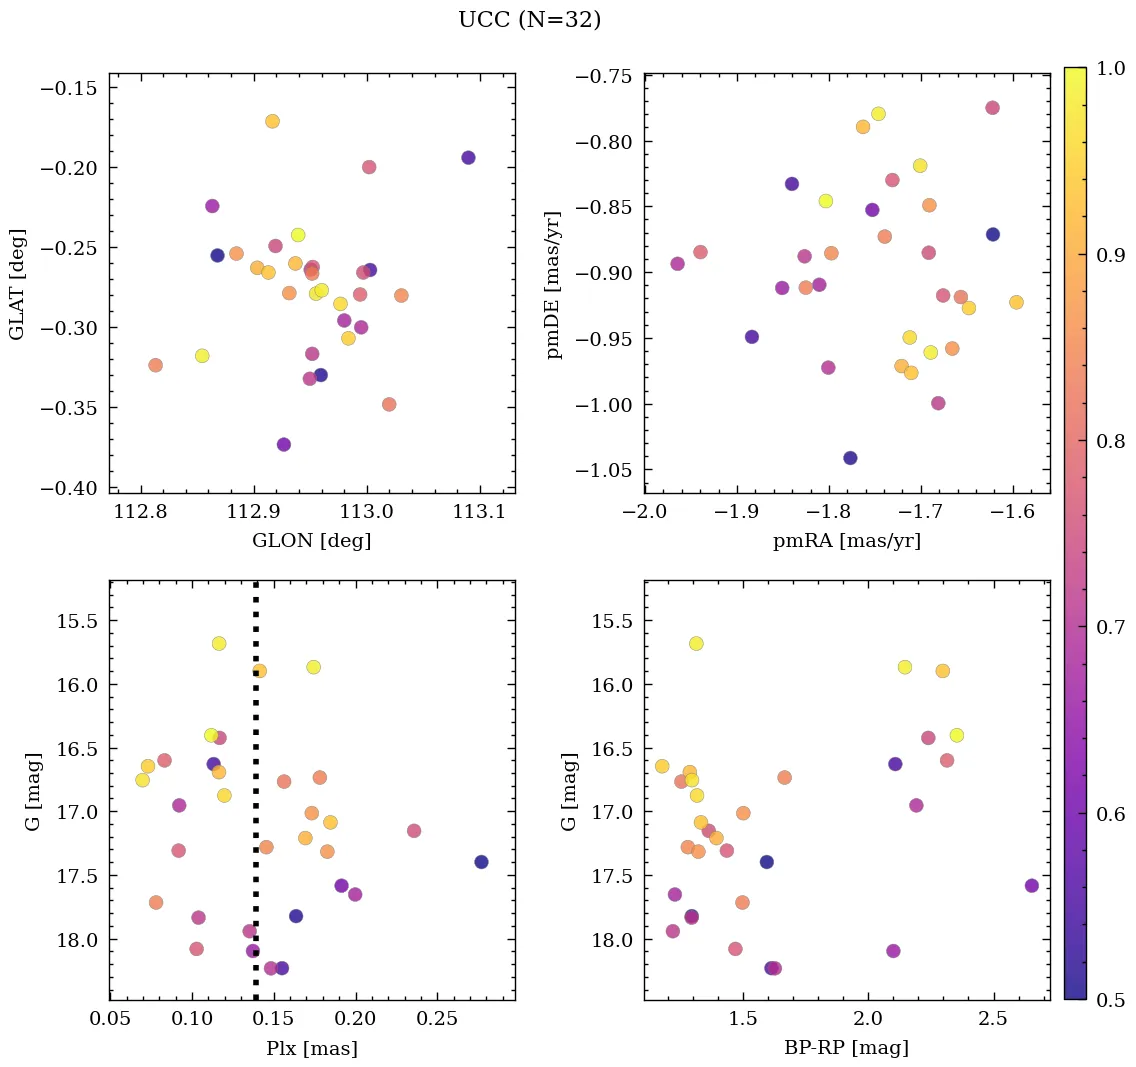 UCC (N=32)
−0.15
−0.20
−0.25
−0.30
−0.35
−0.40
GLAT [deg]
112.8 112.9 113.0 113.1
GLON [deg]
−0.75
−0.80
−0.85
−0.90
−0.95
−1.00
−1.05
pmDE [mas/yr]
−2.0 −1.9 −1.8 −1.7 −1.6
pmRA [mas/yr]
15.5
16.0
16.5
17.0
17.5
18.0
G [mag]
0.05 0.10 0.15 0.20 0.25
Plx [mas]
15.5
16.0
16.5
17.0
17.5
18.0
G [mag]
1.5 2.0 2.5
BP-RP [mag]
1.0
0.9
0.8
0.7
0.6
0.5